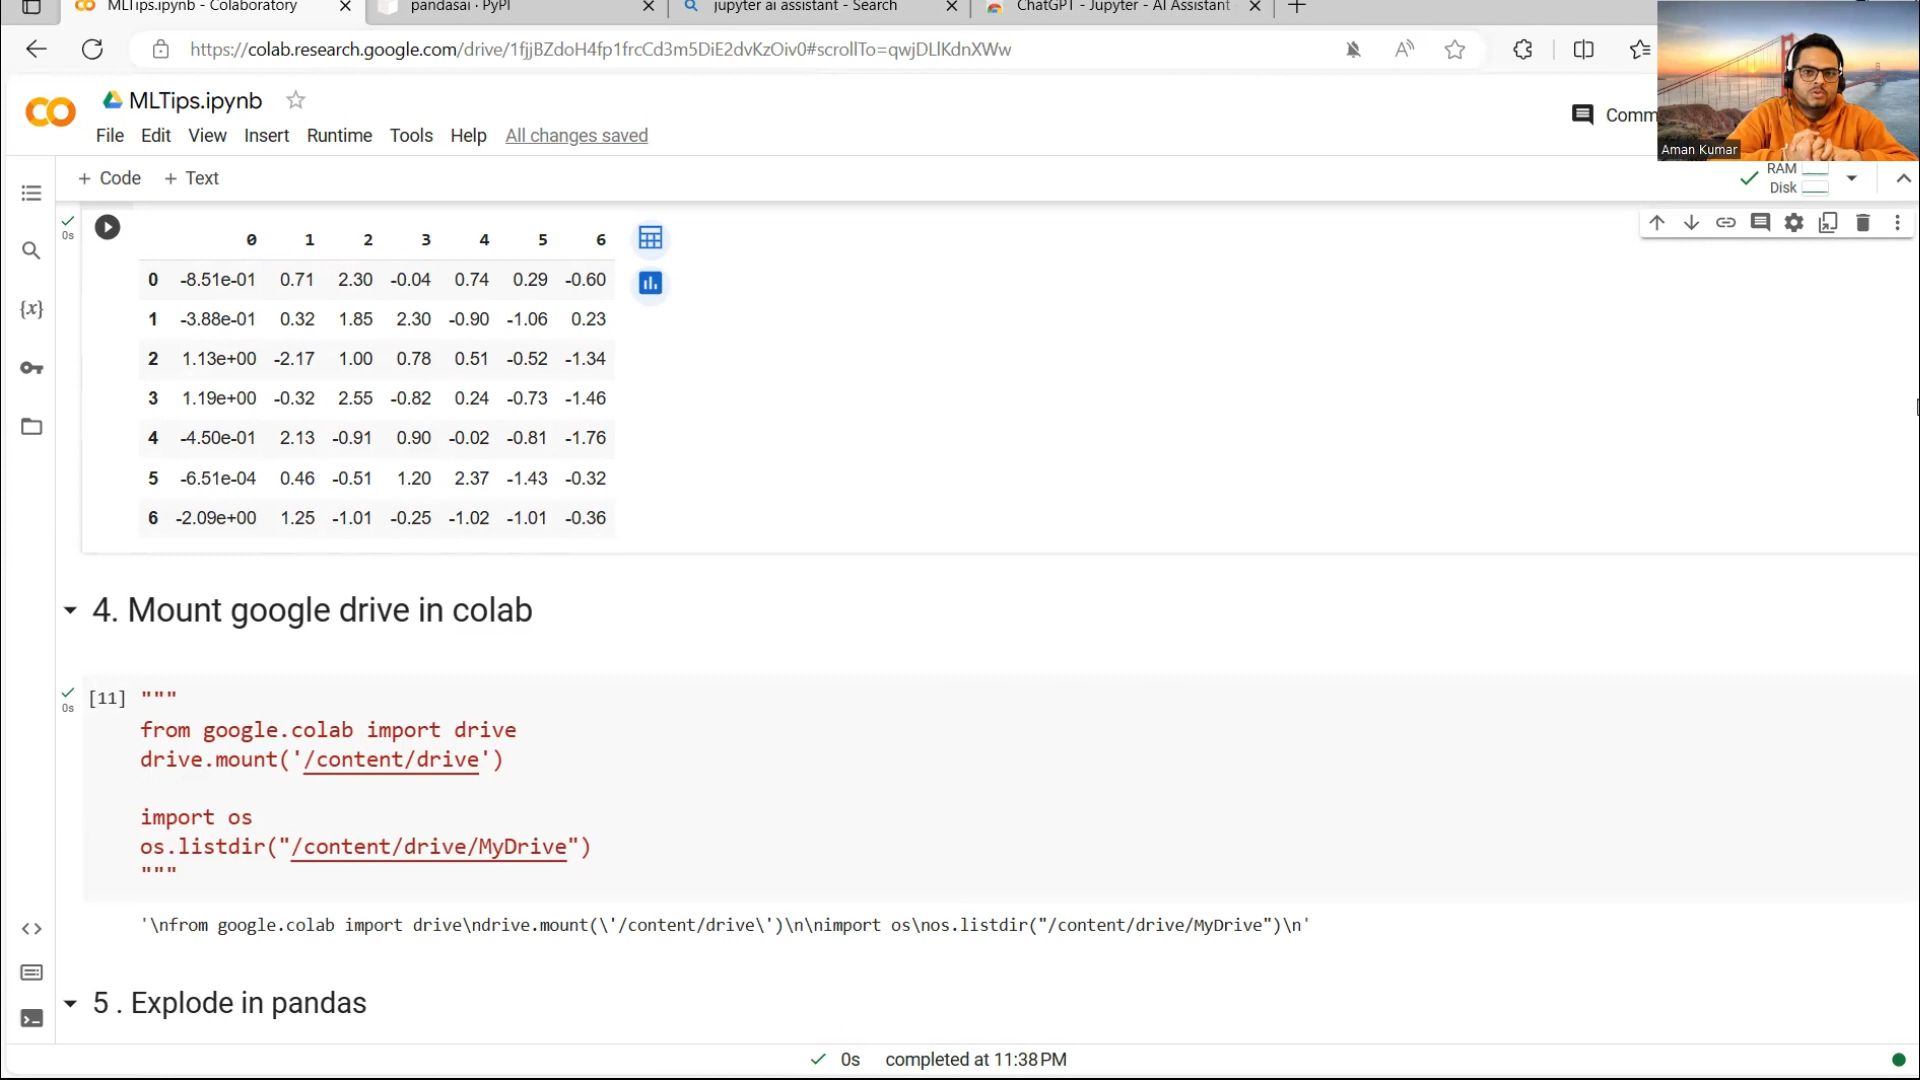 MLTips.ipynb - Colaboratory
pandasai · PyPI
jupyter ai assistant - Search
ChatGPT - Jupyter - AI Assistant
https://colab.research.google.com/drive/1fjjBZdoH4fp1frcCd3m5DiE2dvKzOiv0#scrollTo=qwjDLlKdnXWw
MLTips.ipynb
Comm
File Edit View Insert Runtime Tools Help All changes saved
Aman Kumar
+ Code + Text
RAM
Disk
0s
0 1 2 3 4 5 6
0 -8.51e-01 0.71 2.30 -0.04 0.74 0.29 -0.60
1 -3.88e-01 0.32 1.85 2.30 -0.90 -1.06 0.23
2 1.13e+00 -2.17 1.00 0.78 0.51 -0.52 -1.34
3 1.19e+00 -0.32 2.55 -0.82 0.24 -0.73 -1.46
4 -4.50e-01 2.13 -0.91 0.90 -0.02 -0.81 -1.76
5 -6.51e-04 0.46 -0.51 1.20 2.37 -1.43 -0.32
6 -2.09e+00 1.25 -1.01 -0.25 -1.02 -1.01 -0.36
4. Mount google drive in colab
0s
[11] """
from google.colab import drive
drive.mount('/content/drive')
import os
os.listdir("/content/drive/MyDrive")
"""
'\nfrom google.colab import drive\ndrive.mount(\'/content/drive\')\n\nimport os\nos.listdir("/content/drive/MyDrive")\n'
5 . Explode in pandas
0s completed at 11:38 PM